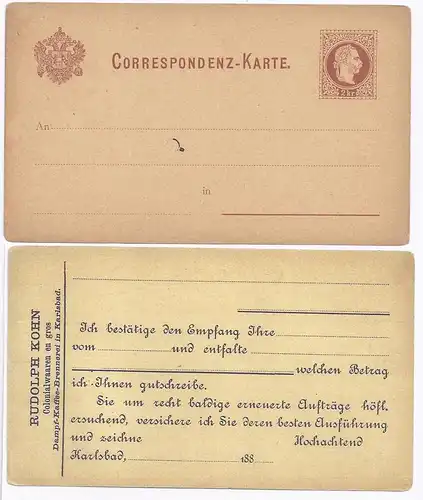 CORRESPONDENZ-KARTE.
2 kr
An
in
RUDOLPH KOHN
Colonialwaaren en gros
Dampf-Kaffee-Brennerei in Karlsbad.
Ich bestätige den Empfang Ihre
vom und entfalte
welchen Betrag
ich Ihnen gutschreibe.
Sie um recht baldige erneuerte Aufträge höfl.
ersuchend, versichere ich Sie deren besten Ausführung
und zeichne Hochachtend
Karlsbad, 188